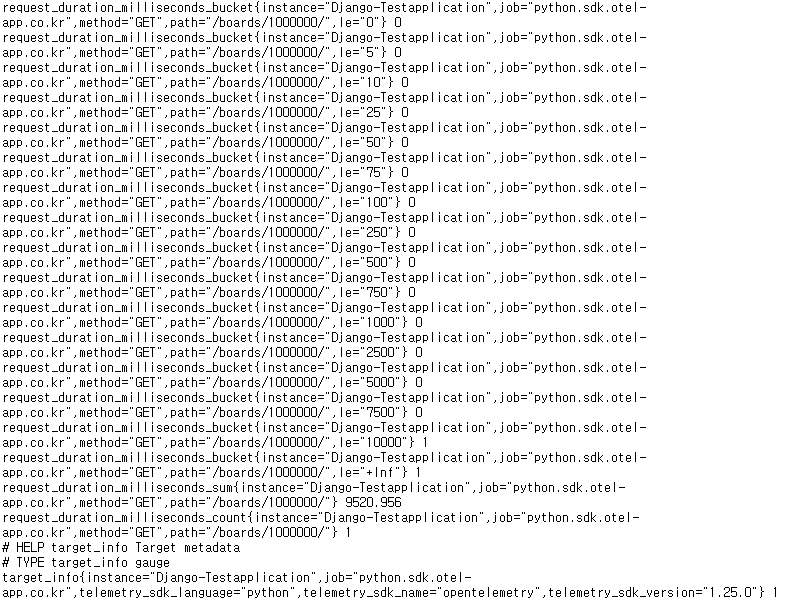 request_duration_milliseconds_bucket{instance="Django-Testapplication",job="python.sdk.otel-
app.co.kr",method="GET",path="/boards/1000000/",le="0"} 0
request_duration_milliseconds_bucket{instance="Django-Testapplication",job="python.sdk.otel-
app.co.kr",method="GET",path="/boards/1000000/",le="5"} 0
request_duration_milliseconds_bucket{instance="Django-Testapplication",job="python.sdk.otel-
app.co.kr",method="GET",path="/boards/1000000/",le="10"} 0
request_duration_milliseconds_bucket{instance="Django-Testapplication",job="python.sdk.otel-
app.co.kr",method="GET",path="/boards/1000000/",le="25"} 0
request_duration_milliseconds_bucket{instance="Django-Testapplication",job="python.sdk.otel-
app.co.kr",method="GET",path="/boards/1000000/",le="50"} 0
request_duration_milliseconds_bucket{instance="Django-Testapplication",job="python.sdk.otel-
app.co.kr",method="GET",path="/boards/1000000/",le="75"} 0
request_duration_milliseconds_bucket{instance="Django-Testapplication",job="python.sdk.otel-
app.co.kr",method="GET",path="/boards/1000000/",le="100"} 0
request_duration_milliseconds_bucket{instance="Django-Testapplication",job="python.sdk.otel-
app.co.kr",method="GET",path="/boards/1000000/",le="250"} 0
request_duration_milliseconds_bucket{instance="Django-Testapplication",job="python.sdk.otel-
app.co.kr",method="GET",path="/boards/1000000/",le="500"} 0
request_duration_milliseconds_bucket{instance="Django-Testapplication",job="python.sdk.otel-
app.co.kr",method="GET",path="/boards/1000000/",le="750"} 0
request_duration_milliseconds_bucket{instance="Django-Testapplication",job="python.sdk.otel-
app.co.kr",method="GET",path="/boards/1000000/",le="1000"} 0
request_duration_milliseconds_bucket{instance="Django-Testapplication",job="python.sdk.otel-
app.co.kr",method="GET",path="/boards/1000000/",le="2500"} 0
request_duration_milliseconds_bucket{instance="Django-Testapplication",job="python.sdk.otel-
app.co.kr",method="GET",path="/boards/1000000/",le="5000"} 0
request_duration_milliseconds_bucket{instance="Django-Testapplication",job="python.sdk.otel-
app.co.kr",method="GET",path="/boards/1000000/",le="7500"} 0
request_duration_milliseconds_bucket{instance="Django-Testapplication",job="python.sdk.otel-
app.co.kr",method="GET",path="/boards/1000000/",le="10000"} 1
request_duration_milliseconds_bucket{instance="Django-Testapplication",job="python.sdk.otel-
app.co.kr",method="GET",path="/boards/1000000/",le="+Inf"} 1
request_duration_milliseconds_sum{instance="Django-Testapplication",job="python.sdk.otel-
app.co.kr",method="GET",path="/boards/1000000/"} 9520.956
request_duration_milliseconds_count{instance="Django-Testapplication",job="python.sdk.otel-
app.co.kr",method="GET",path="/boards/1000000/"} 1
# HELP target_info Target metadata
# TYPE target_info gauge
target_info{instance="Django-Testapplication",job="python.sdk.otel-
app.co.kr",telemetry_sdk_language="python",telemetry_sdk_name="opentelemetry",telemetry_sdk_version="1.25.0"} 1